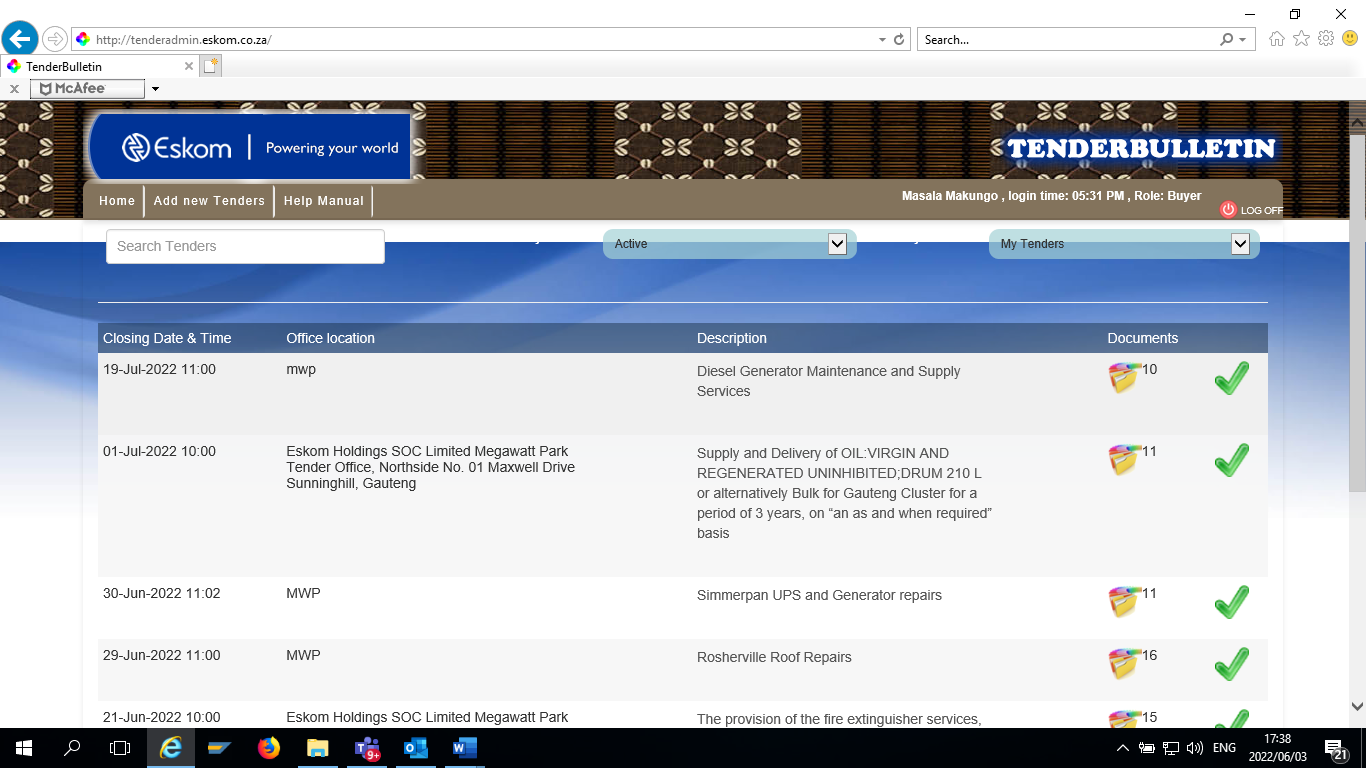 http://tenderadmin.eskom.co.za/
Search...
TenderBulletin
x McAfee
Eskom | Powering your world
TENDERBULLETIN
Home
Add new Tenders
Help Manual
Masala Makungo , login time: 05:31 PM , Role: Buyer
LOG OFF
Search Tenders
Active
My Tenders
Closing Date & Time
Office location
Description
Documents
19-Jul-2022 11:00
mwp
Diesel Generator Maintenance and Supply
Services
10
01-Jul-2022 10:00
Eskom Holdings SOC Limited Megawatt Park
Tender Office, Northside No. 01 Maxwell Drive
Sunninghill, Gauteng
Supply and Delivery of OIL:VIRGIN AND
REGENERATED UNINHIBITED;DRUM 210 L
or alternatively Bulk for Gauteng Cluster for a
period of 3 years, on “an as and when required”
basis
11
30-Jun-2022 11:02
MWP
Simmerpan UPS and Generator repairs
11
29-Jun-2022 11:00
MWP
Rosherville Roof Repairs
16
21-Jun-2022 10:00
Eskom Holdings SOC Limited Megawatt Park
The provision of the fire extinguisher services,
15
9+
ENG
17:38
2022/06/03
21